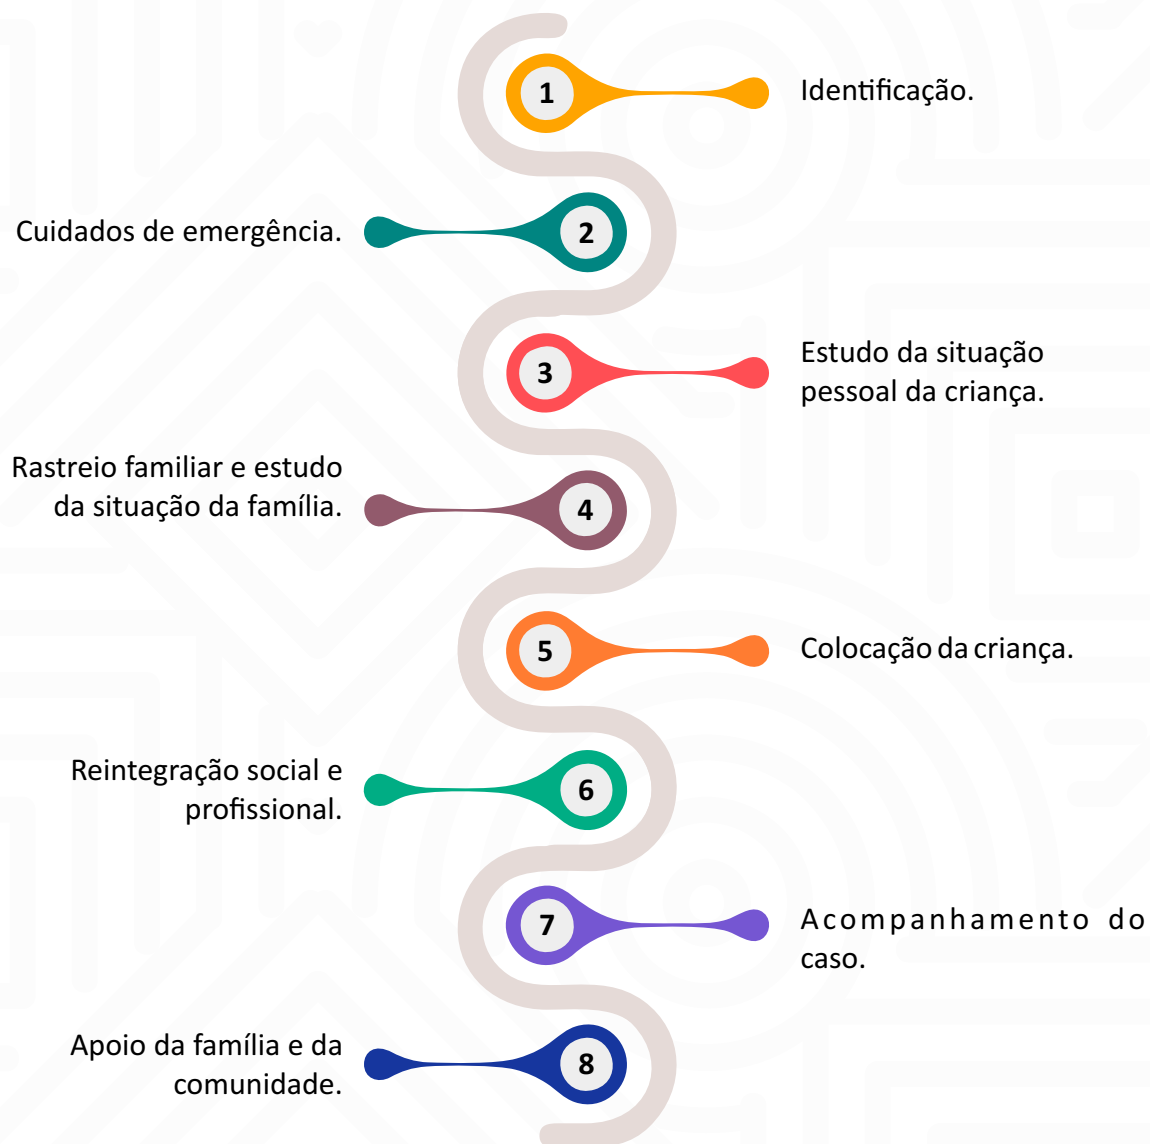 1
Identificação.
Cuidados de emergência.
2
3
Estudo da situação
pessoal da criança.
Rastreio familiar e estudo
da situação da família.
4
5
Colocação da criança.
Reintegração social e
profissional.
6
7
Acompanhamento do
caso.
Apoio da família e da
comunidade.
8